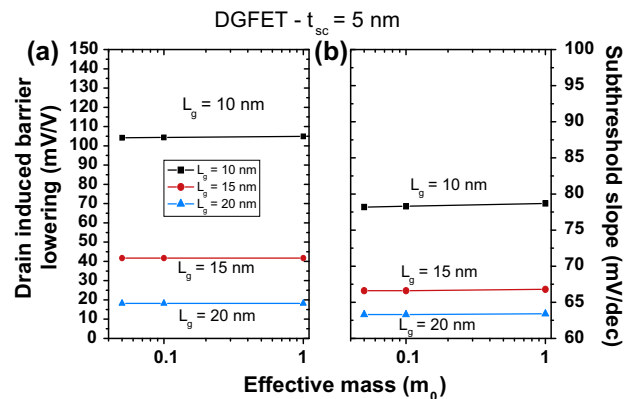 DGFET - t_sc = 5 nm
(a)
(b)
Drain induced barrier
lowering (mV/V)
150
140
130
120
110
100
90
80
70
60
50
40
30
20
10
0
L_g = 10 nm
L_g = 10 nm
L_g = 15 nm
L_g = 20 nm
L_g = 15 nm
L_g = 20 nm
0.1
1
L_g = 10 nm
L_g = 15 nm
L_g = 20 nm
0.1
1
100
95
90
85
80
75
70
65
60
Subthreshold slope (mV/dec)
Effective mass (m_0)